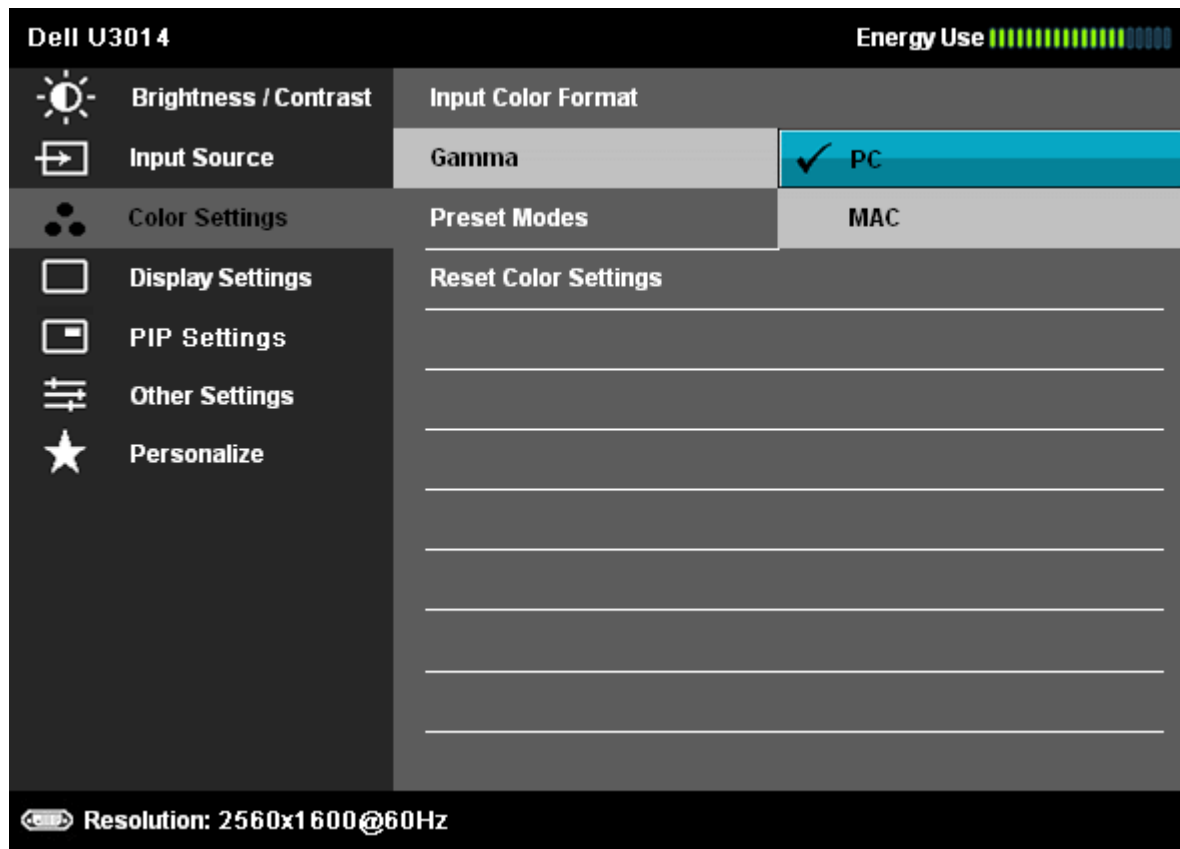 Dell U3014 Energy Use
Brightness / Contrast Input Color Format
Input Source Gamma PC
Color Settings Preset Modes MAC
Display Settings Reset Color Settings
PIP Settings
Other Settings
Personalize
Resolution: 2560x1600@60Hz